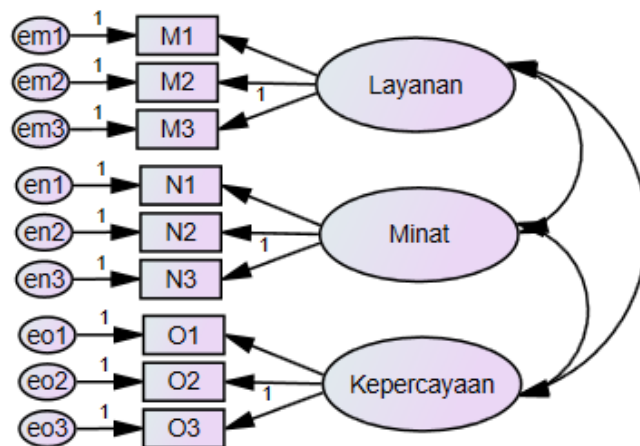 em1 1 M1
em2 1 M2 1 Layanan
em3 1 M3
en1 1 N1
en2 1 N2 1 Minat
en3 1 N3
eo1 1 O1
eo2 1 O2 1 Kepercayaan
eo3 1 O3